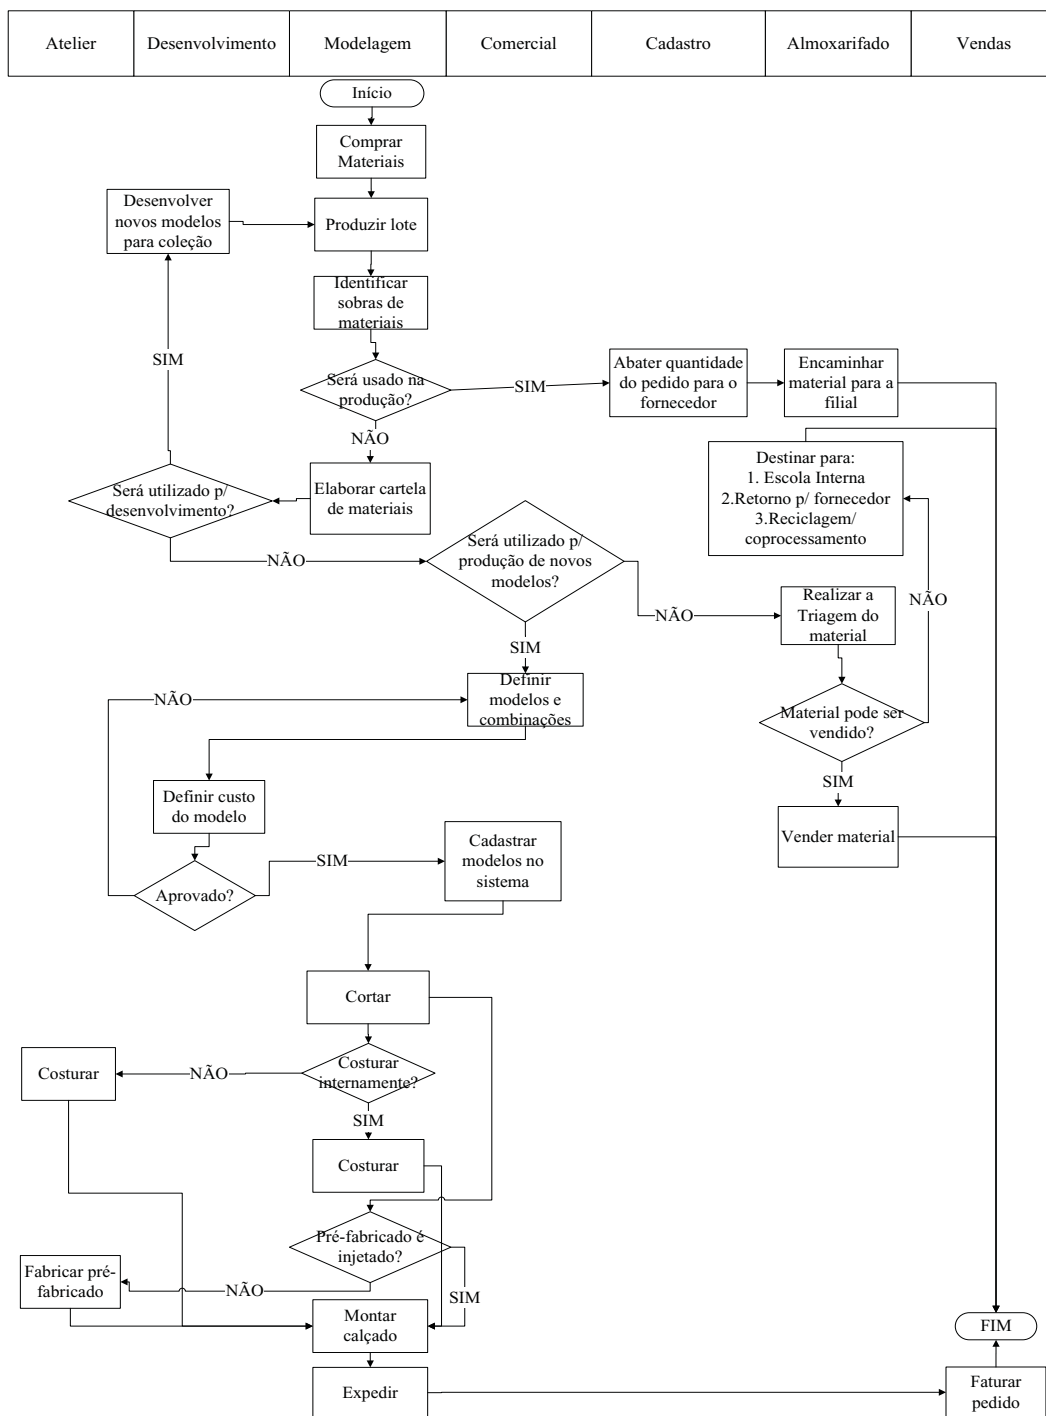 Atelier
Desenvolvimento
Modelagem
Comercial
Cadastro
Almoxarifado
Vendas
Início
Comprar
Materiais
Desenvolver
novos modelos
para coleção
Produzir lote
Identificar
sobras de
materiais
SIM
Será usado na
produção?
SIM
Abater quantidade
do pedido para o
fornecedor
Encaminhar
material para a
filial
NÃO
Destinar para:
1. Escola Interna
2.Retorno p/ fornecedor
3.Reciclagem/
coprocessamento
Será utilizado p/
desenvolvimento?
Elaborar cartela
de materiais
NÃO
Será utilizado p/
produção de novos
modelos?
NÃO
Realizar a
Triagem do
material
NÃO
SIM
NÃO
Definir
modelos e
combinações
Material pode ser
vendido?
SIM
Definir custo
do modelo
Vender material
Aprovado?
SIM
Cadastrar
modelos no
sistema
Cortar
Costurar
NÃO
Costurar
internamente?
SIM
Costurar
Pré-fabricado é
injetado?
Fabricar pré-
fabricado
NÃO
SIM
Montar
calçado
FIM
Expedir
Faturar
pedido